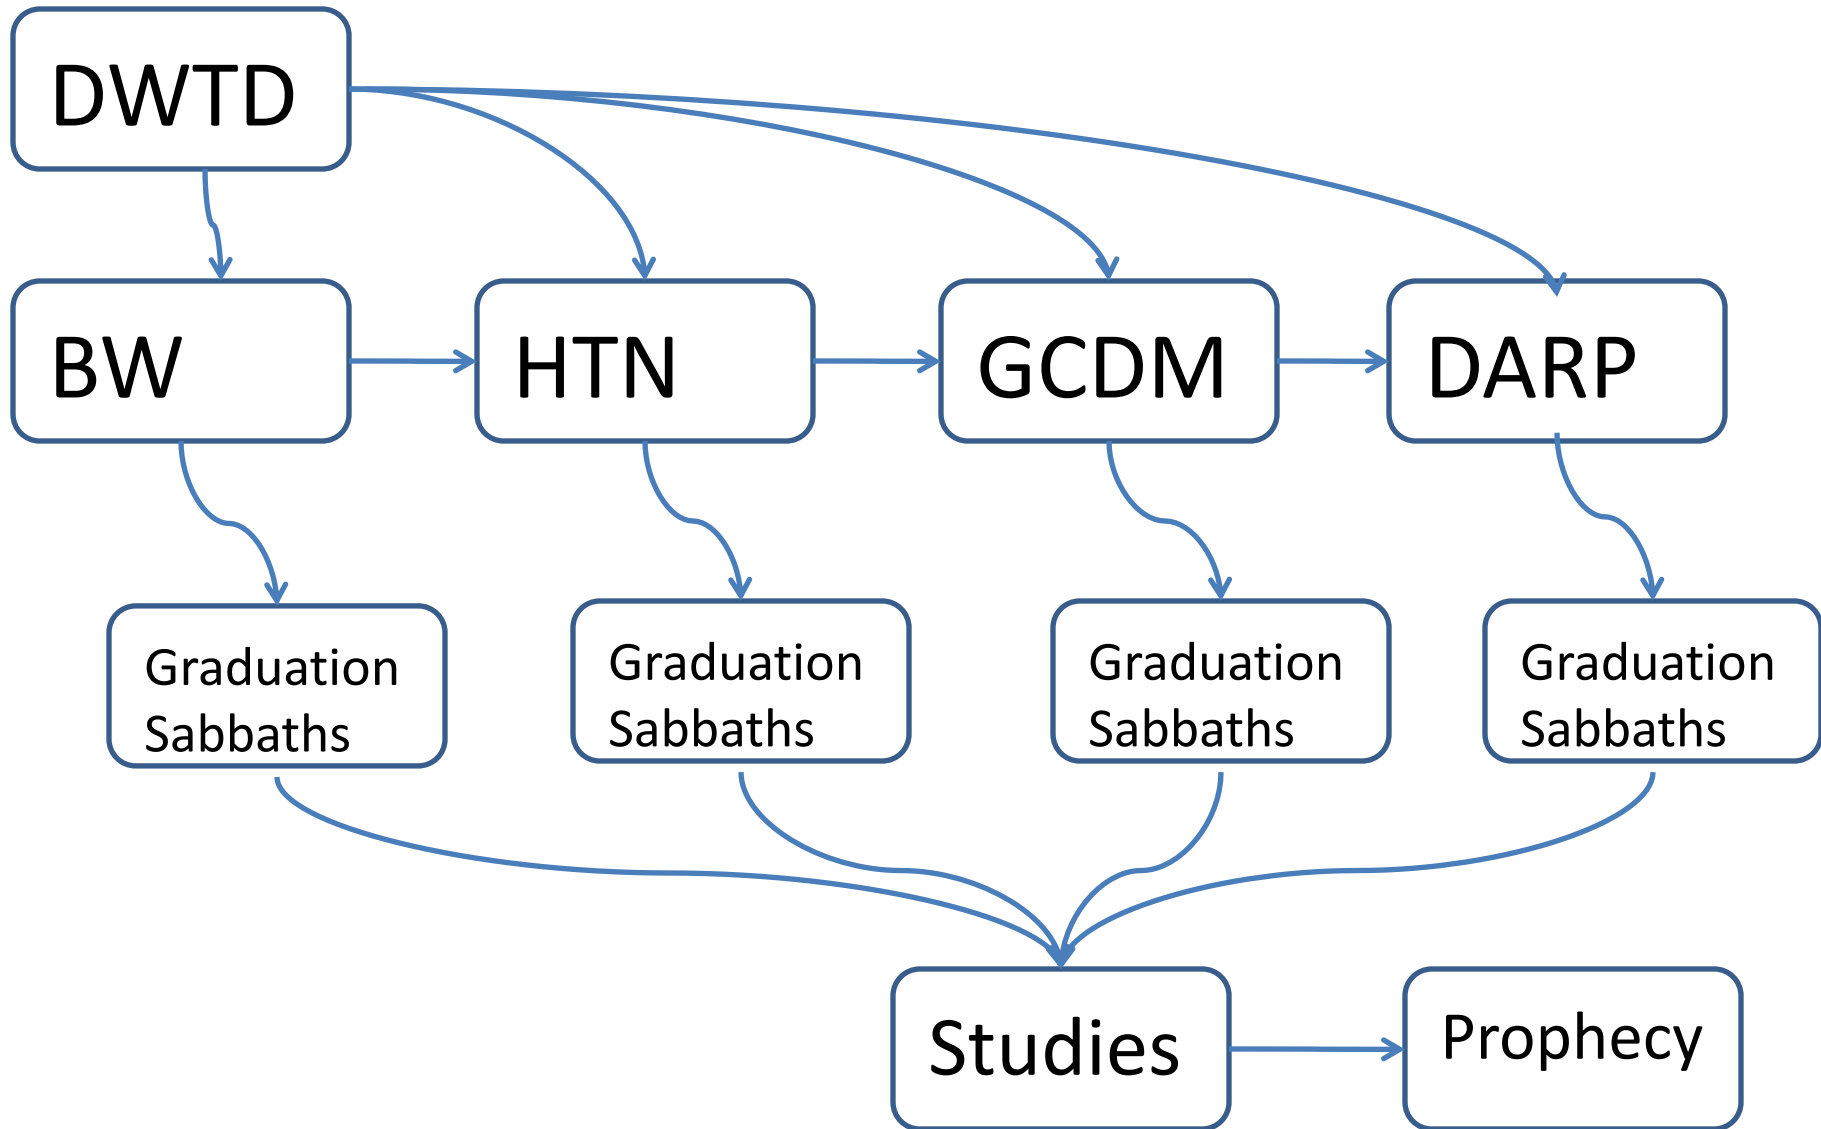 DWTD
BW
HTN
GCDM
DARP
Graduation
Sabbaths
Graduation
Sabbaths
Graduation
Sabbaths
Graduation
Sabbaths
Studies
Prophecy